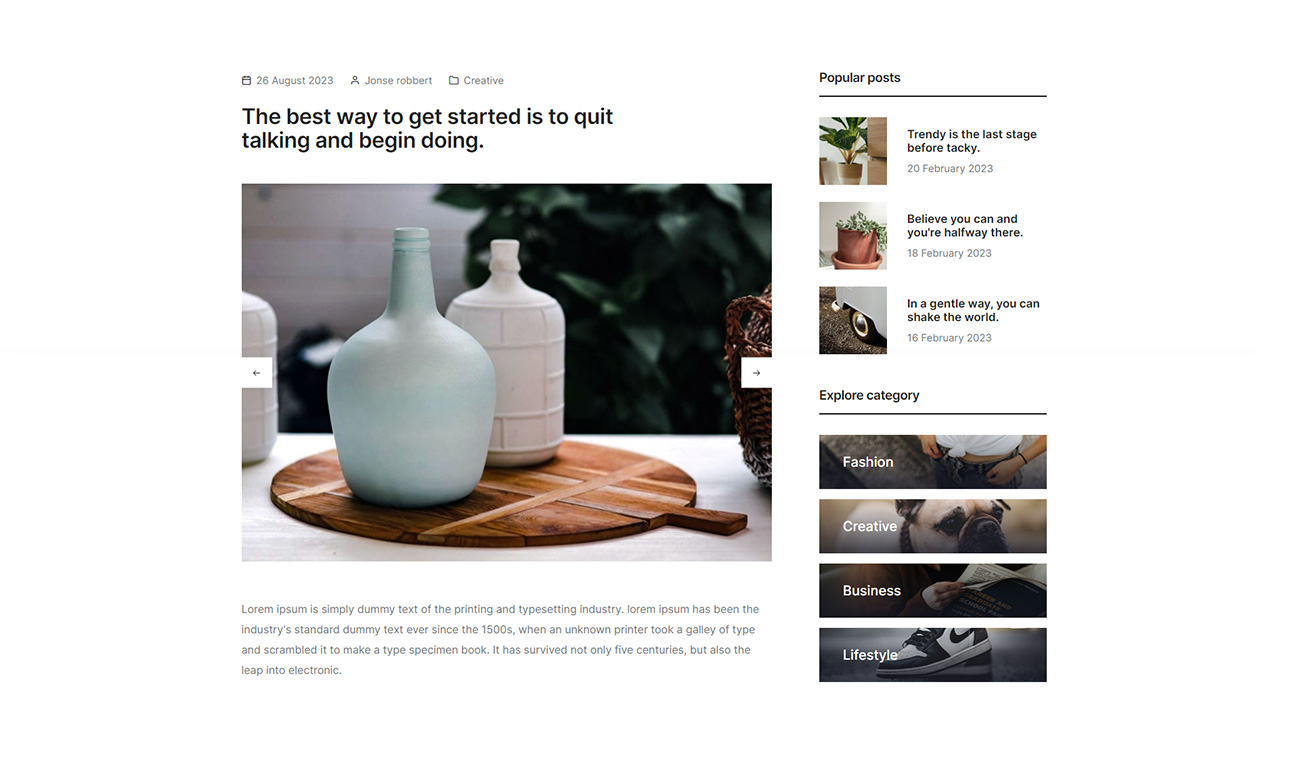 26 August 2023 Jonse robbert Creative
The best way to get started is to quit
talking and begin doing.
Lorem ipsum is simply dummy text of the printing and typesetting industry. lorem ipsum has been the
industry's standard dummy text ever since the 1500s, when an unknown printer took a galley of type
and scrambled it to make a type specimen book. It has survived not only five centuries, but also the
leap into electronic.
Popular posts
Trendy is the last stage
before tacky.
20 February 2023
Believe you can and
you're halfway there.
18 February 2023
In a gentle way, you can
shake the world.
16 February 2023
Explore category
Fashion
Creative
Business
Lifestyle